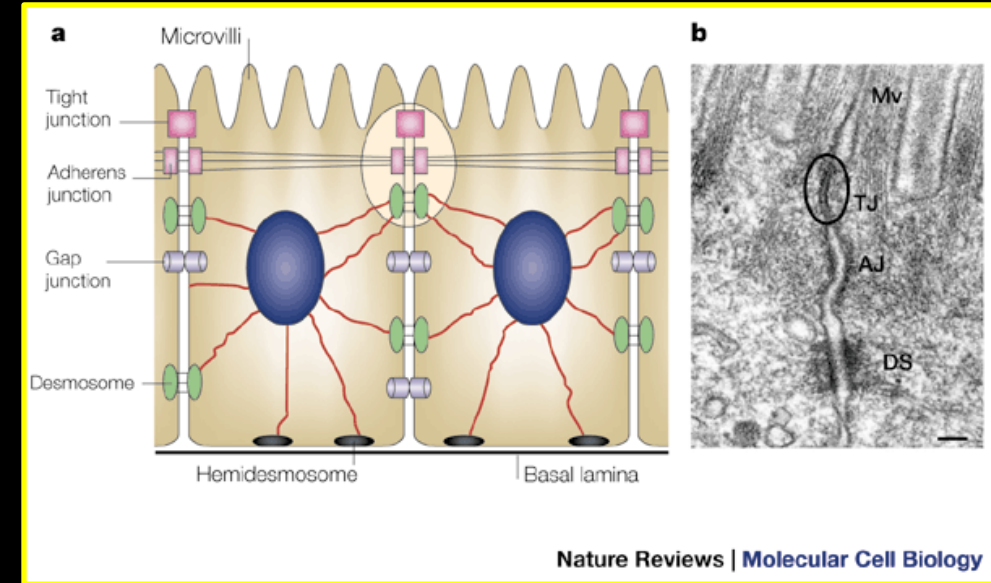 a
Microvilli
Tight
junction
Adherens
junction
Gap
junction
Desmosome
Hemidesmosome
Basal lamina
b
Mv
TJ
AJ
DS
Nature Reviews | Molecular Cell Biology